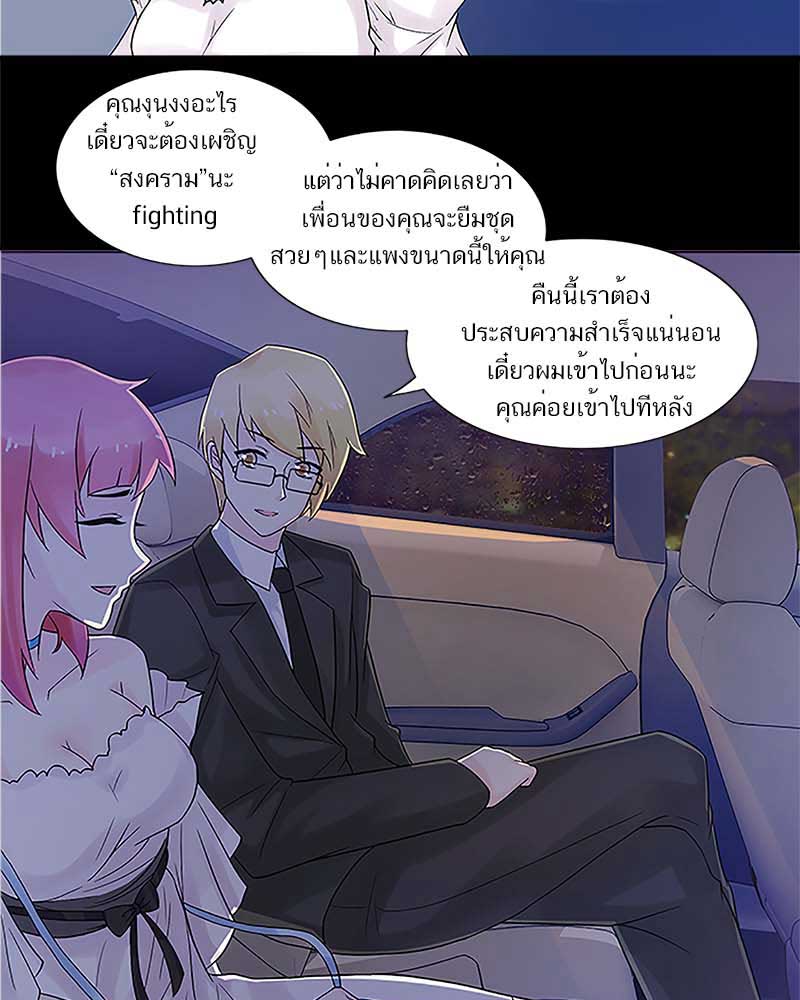 คุณงุนงงอะไร
เดี๋ยวจะต้องเผชิญ
“สงคราม”นะ
fighting
แต่ว่าไม่คาดคิดเลยว่า
เพื่อนของคุณจะยืมชุด
สวยๆและแพงขนาดนี้ให้คุณ
คืนนี้เราต้อง
ประสบความสำเร็จแน่นอน
เดี๋ยวผมเข้าไปก่อนนะ
คุณค่อยเข้าไปทีหลัง